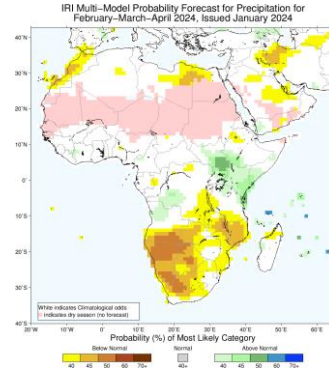 IRI Multi-Model Probability Forecast for Precipitation for
February-March-April 2024, Issued January 2024
40°N
30°N
20°N
10°N
0°
10°S
20°S
30°S
40°S
White indicates Climatological odds
indicates dry season (no forecast)
20°W 10°W 0° 10°E 20°E 30°E 40°E 50°E 60°E
Probability (%) of Most Likely Category
Below Normal Normal Above Normal
40 45 50 60 70+ 40+ 40 45 50 60 70+